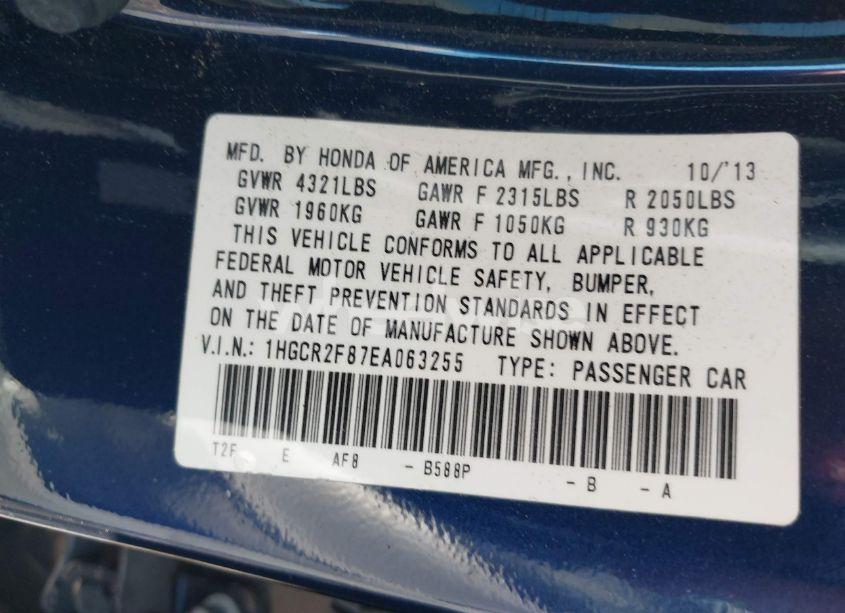 MFD. BY HONDA OF AMERICA MFG., INC. 10/'13
GVWR 4321LBS GAWR F 2315LBS R 2050LBS
GVWR 1960KG GAWR F 1050KG R 930KG
THIS VEHICLE CONFORMS TO ALL APPLICABLE
FEDERAL MOTOR VEHICLE SAFETY, BUMPER,
AND THEFT PREVENTION STANDARDS IN EFFECT
ON THE DATE OF MANUFACTURE SHOWN ABOVE.
V.I.N.: 1HGCR2F87EA063255 TYPE: PASSENGER CAR
T2F E AF8 - B588P - B - A